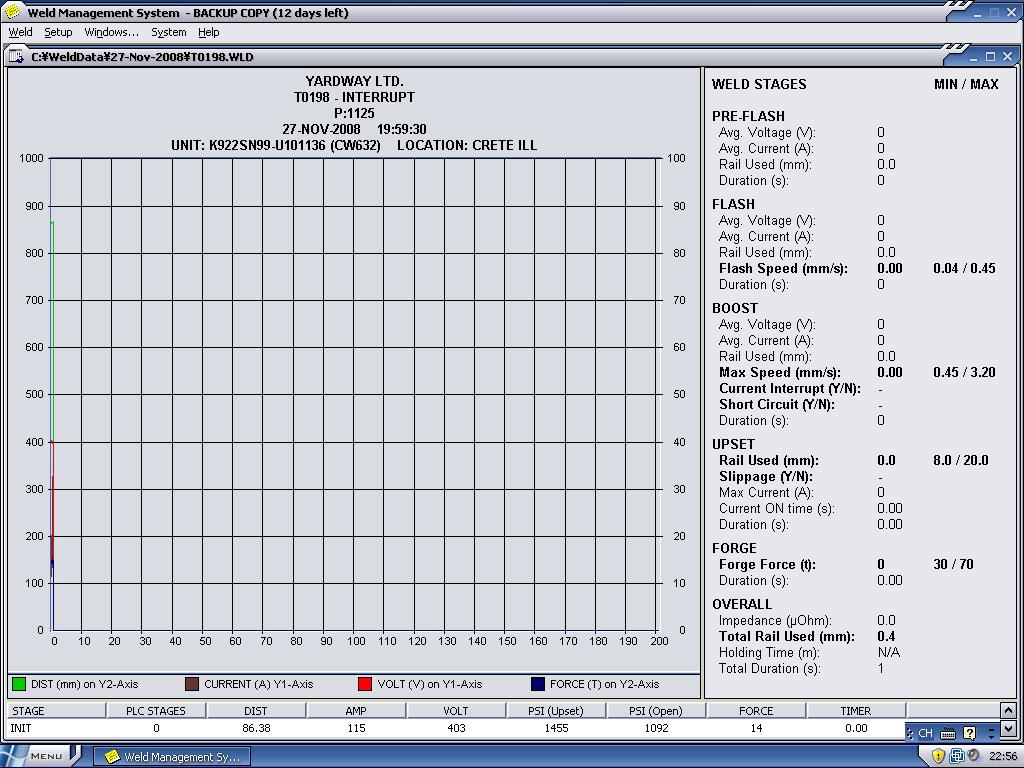 Weld Management System - BACKUP COPY (12 days left)
Weld Setup Windows... System Help
C:¥WeldData¥27-Nov-2008¥T0198.WLD
YARDWAY LTD.
T0198 - INTERRUPT
P:1125
27-NOV-2008 19:59:30
UNIT: K922SN99-U101136 (CW632) LOCATION: CRETE ILL
1000 100
900 90
800 80
700 70
600 60
500 50
400 40
300 30
200 20
100 10
0 0
0 10 20 30 40 50 60 70 80 90 100 110 120 130 140 150 160 170 180 190 200
DIST (mm) on Y2-Axis CURRENT (A) Y1-Axis VOLT (V) on Y1-Axis FORCE (T) on Y2-Axis
WELD STAGES MIN / MAX
PRE-FLASH
Avg. Voltage (V): 0
Avg. Current (A): 0
Rail Used (mm): 0.0
Duration (s): 0
FLASH
Avg. Voltage (V): 0
Avg. Current (A): 0
Rail Used (mm): 0.0
Flash Speed (mm/s): 0.00 0.04 / 0.45
Duration (s): 0
BOOST
Avg. Voltage (V): 0
Avg. Current (A): 0
Rail Used (mm): 0.0
Max Speed (mm/s): 0.00 0.45 / 3.20
Current Interrupt (Y/N): -
Short Circuit (Y/N): -
Duration (s): 0
UPSET
Rail Used (mm): 0.0 8.0 / 20.0
Slippage (Y/N): -
Max Current (A): 0
Current ON time (s): 0.00
Duration (s): 0.00
FORGE
Forge Force (t): 0 30 / 70
Duration (s): 0.00
OVERALL
Impedance (µOhm): 0.0
Total Rail Used (mm): 0.4
Holding Time (m): N/A
Total Duration (s): 1
STAGE PLC STAGES DIST AMP VOLT PSI (Upset) PSI (Open) FORCE TIMER
INIT 0 86.38 115 403 1455 1092 14 0.00
CH
MENU Weld Management Sy... 22:56